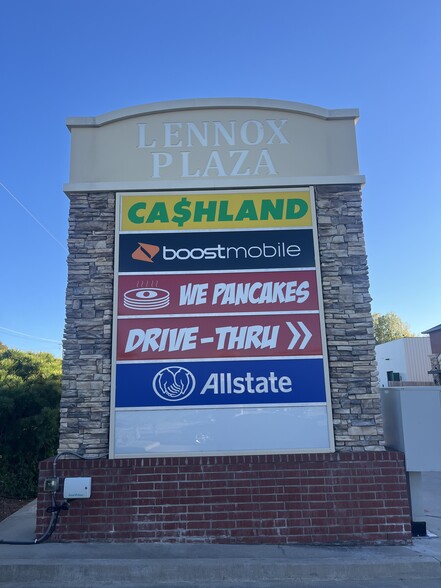 LENNOX
PLAZA
CA$HLAND
boostmobile
WE PANCAKES
DRIVE-THRU
Allstate